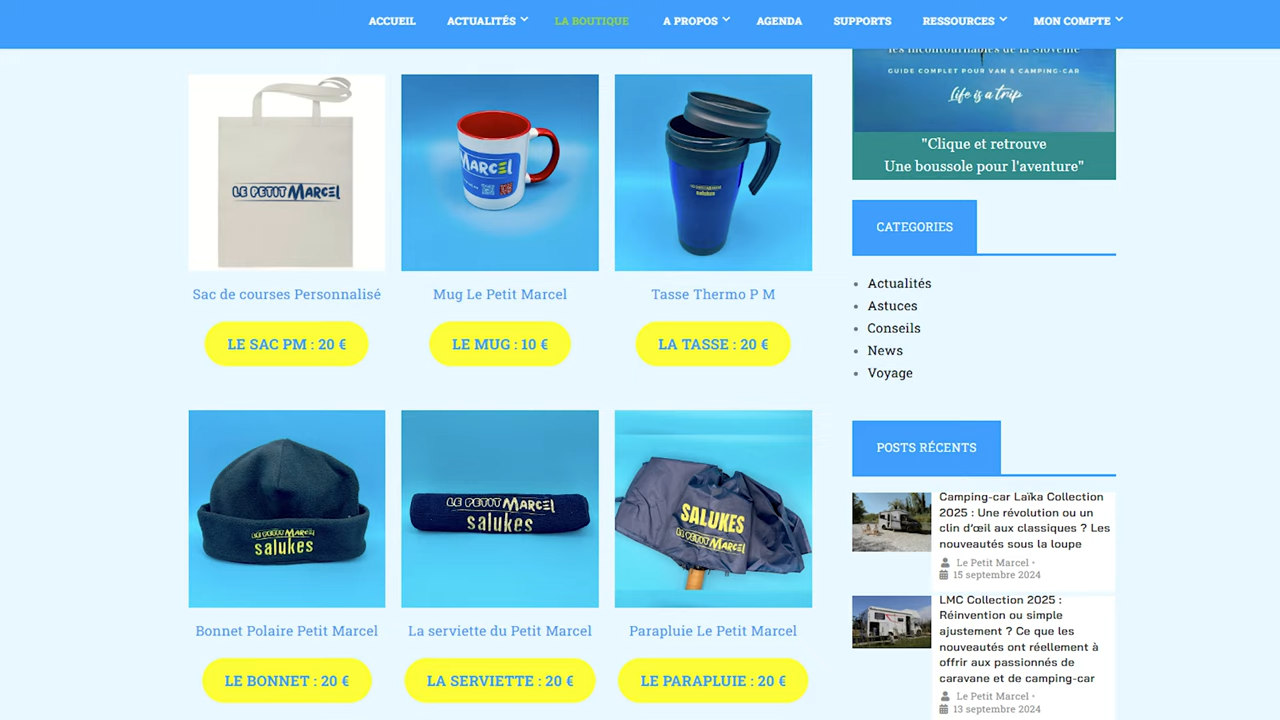 ACCUEIL
ACTUALITÉS
LA BOUTIQUE
A PROPOS
AGENDA
SUPPORTS
RESSOURCES
MON COMPTE
les incontournables de la Slovénie
GUIDE COMPLET POUR VAN & CAMPING-CAR
Life is a trip
"Clique et retrouve
Une boussole pour l'aventure"
LE PETIT MARCEL
MARCEL
LE PETIT MARCEL
salukes
Sac de courses Personnalisé
Mug Le Petit Marcel
Tasse Thermo P M
LE SAC PM : 20 €
LE MUG : 10 €
LA TASSE : 20 €
LE PETIT MARCEL
salukes
LE PETIT MARCEL
salukes
SALUKES
LE PETIT MARCEL
Bonnet Polaire Petit Marcel
La serviette du Petit Marcel
Parapluie Le Petit Marcel
LE BONNET : 20 €
LA SERVIETTE : 20 €
LE PARAPLUIE : 20 €
CATEGORIES
Actualités
Astuces
Conseils
News
Voyage
POSTS RÉCENTS
Camping-car Laïka Collection
2025 : Une révolution ou un
clin d’œil aux classiques ? Les
nouveautés sous la loupe
Le Petit Marcel
15 septembre 2024
LMC Collection 2025 :
Réinvention ou simple
ajustement ? Ce que les
nouveautés ont réellement à
offrir aux passionnés de
caravane et de camping-car
Le Petit Marcel
13 septembre 2024